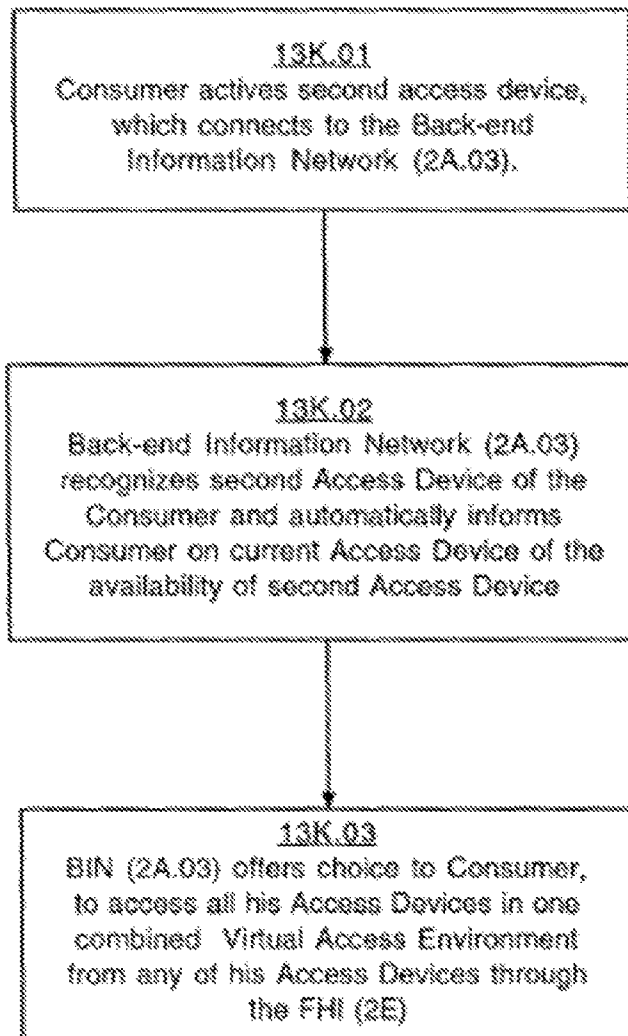 13K.01
Consumer actives second access device,
which connects to the Back-end
Information Network (2A.03).
13K.02
Back-end Information Network (2A.03)
recognizes second Access Device of the
Consumer and automatically informs
Consumer on current Access Device of the
availability of second Access Device
13K.03
BIN (2A.03) offers choice to Consumer,
to access all his Access Devices in one
combined Virtual Access Environment
from any of his Access Devices through
the FHI (2E)